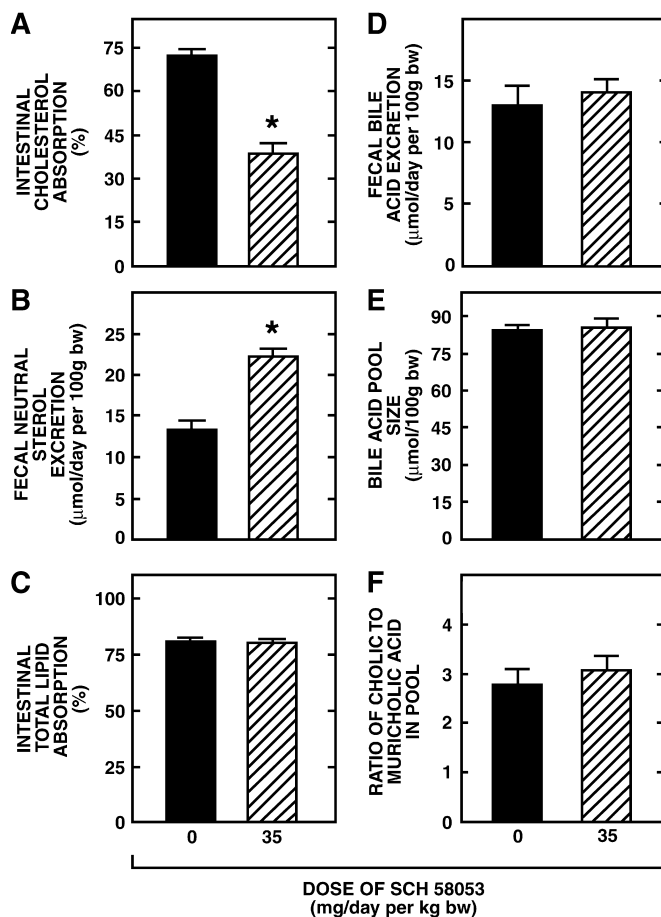 A
INTESTINAL
CHOLESTEROL
ABSORPTION
(%)
75
60
45
30
15
0
*
B
FECAL NEUTRAL
STEROL
EXCRETION
(μmol/day per 100g bw)
25
20
15
10
5
0
*
C
INTESTINAL
TOTAL LIPID
ABSORPTION
(%)
100
75
50
25
0
0 35
D
FECAL BILE
ACID EXCRETION
(μmol/day per 100g bw)
15
10
5
0
E
BILE ACID POOL
SIZE
(μmol/100g bw)
90
75
60
45
30
15
0
F
RATIO OF CHOLIC TO
MURICHOLIC ACID
IN POOL
4
3
2
1
0
0 35
DOSE OF SCH 58053
(mg/day per kg bw)